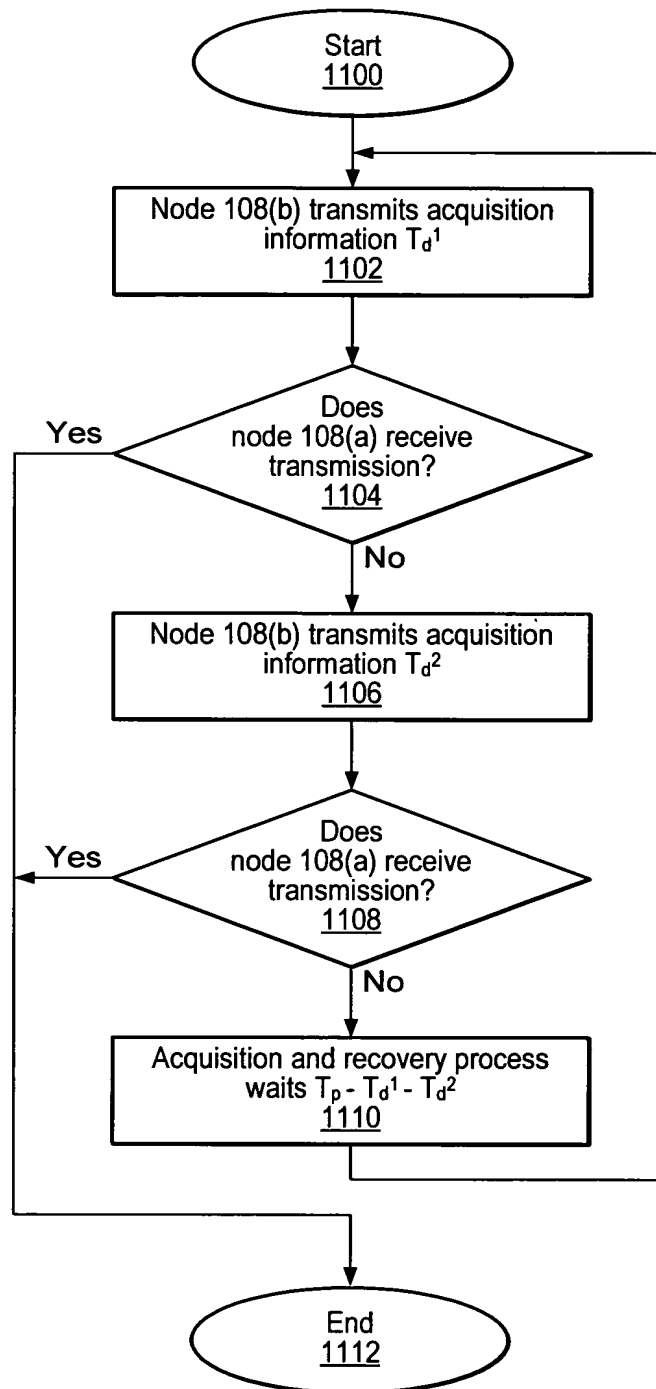 Start
1100
Node 108(b) transmits acquisition
information Td¹
1102
Does
node 108(a) receive
transmission?
1104
Yes
No
Node 108(b) transmits acquisition
information Td²
1106
Does
node 108(a) receive
transmission?
1108
Yes
No
Acquisition and recovery process
waits Tp - Td¹ - Td²
1110
End
1112